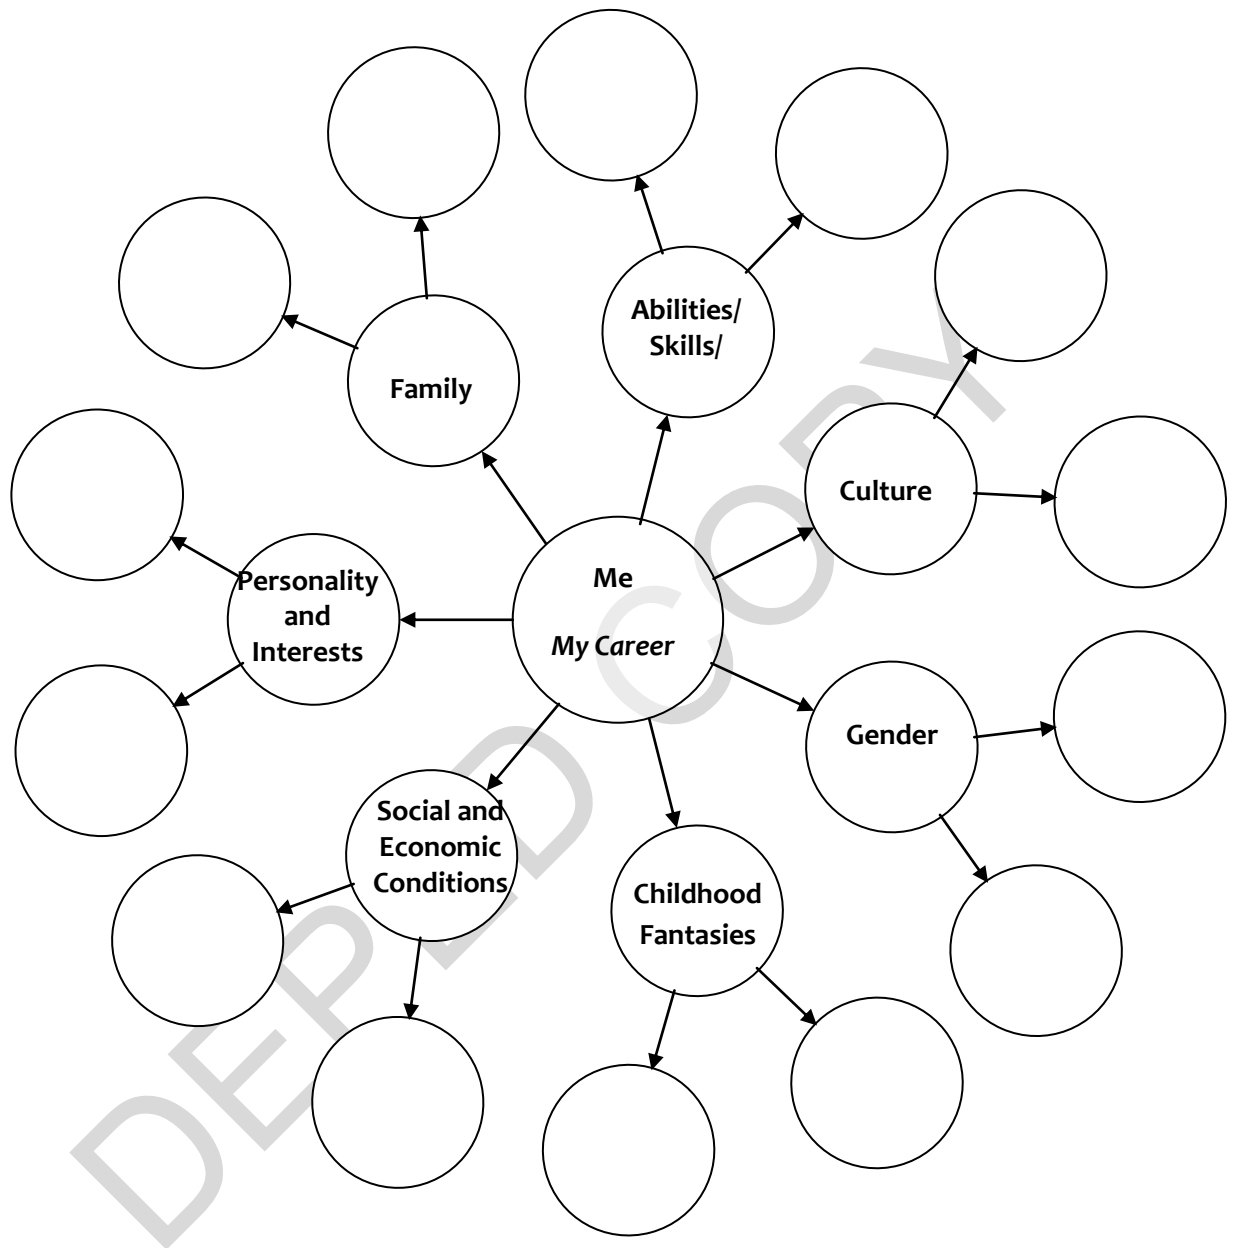 Abilities/
Skills/
Family
Culture
Me
My Career
Personality
and
Interests
Gender
Social and
Economic
Conditions
Childhood
Fantasies
DEPED COPY